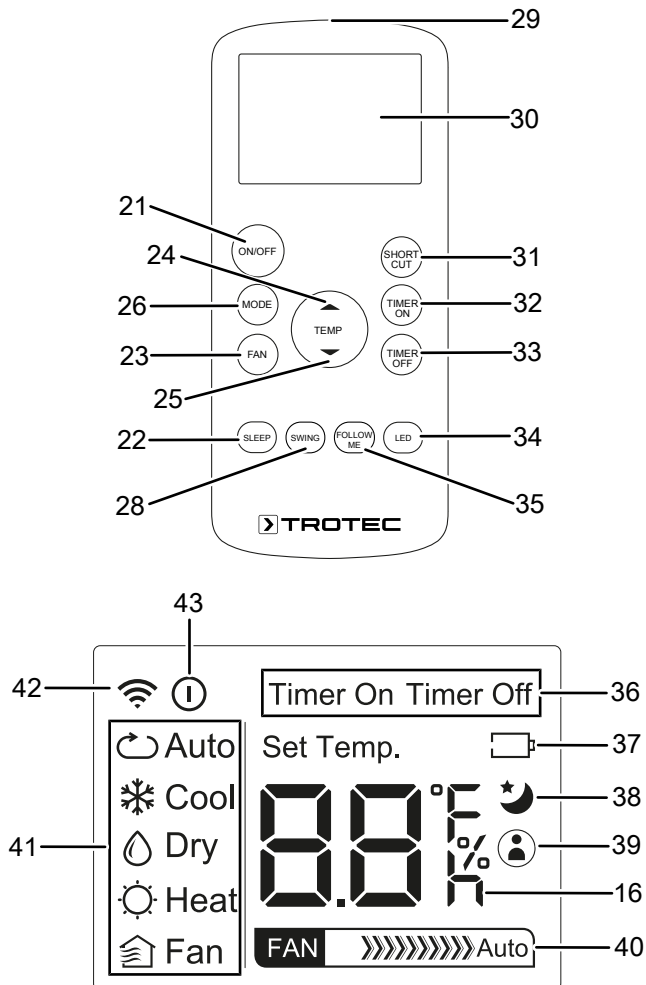 29
30
21
ON/OFF
24
SHORT CUT
31
26
MODE
TEMP
TIMER ON
32
23
FAN
TIMER OFF
33
25
22
SLEEP
SWING
FOLLOW ME
LED
34
28
35
TROTEC
43
42
Timer On Timer Off
36
Auto
Set Temp.
37
Cool
88
°F
38
41
Dry
%
39
Heat
h
16
Fan
FAN
Auto
40